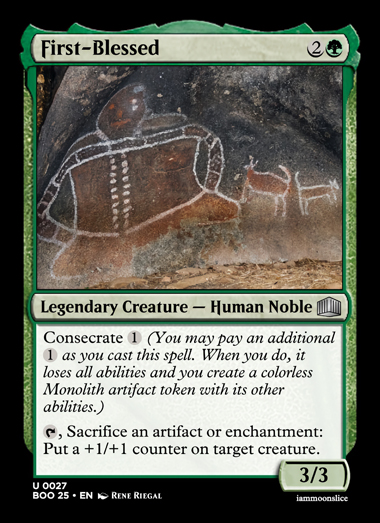 First-Blessed 2
Legendary Creature — Human Noble
Consecrate 1 (You may pay an additional
1 as you cast this spell. When you do, it
loses all abilities and you create a colorless
Monolith artifact token with its other
abilities.)
, Sacrifice an artifact or enchantment:
Put a +1/+1 counter on target creature.
3/3
U 0027
BOO 25 • EN Rene Riegal
iammoonslice